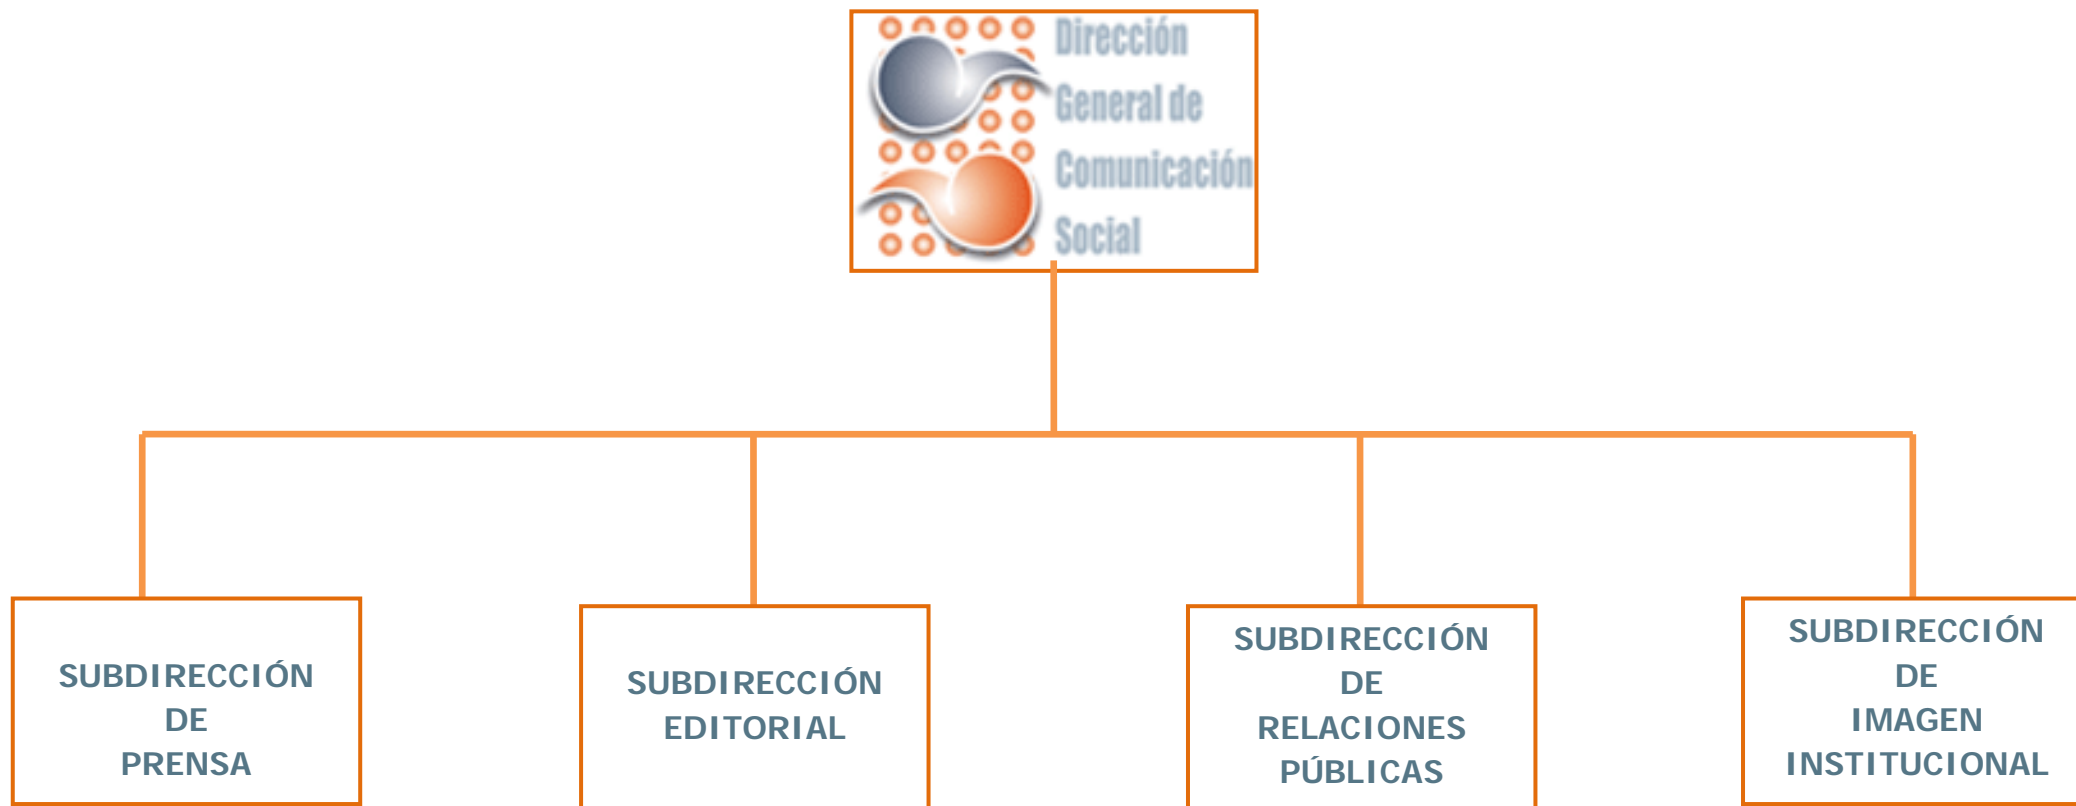 Dirección
General de
Comunicación
Social
SUBDIRECCIÓN
DE
PRENSA
SUBDIRECCIÓN
EDITORIAL
SUBDIRECCIÓN
DE
RELACIONES
PÚBLICAS
SUBDIRECCIÓN
DE
IMAGEN
INSTITUCIONAL